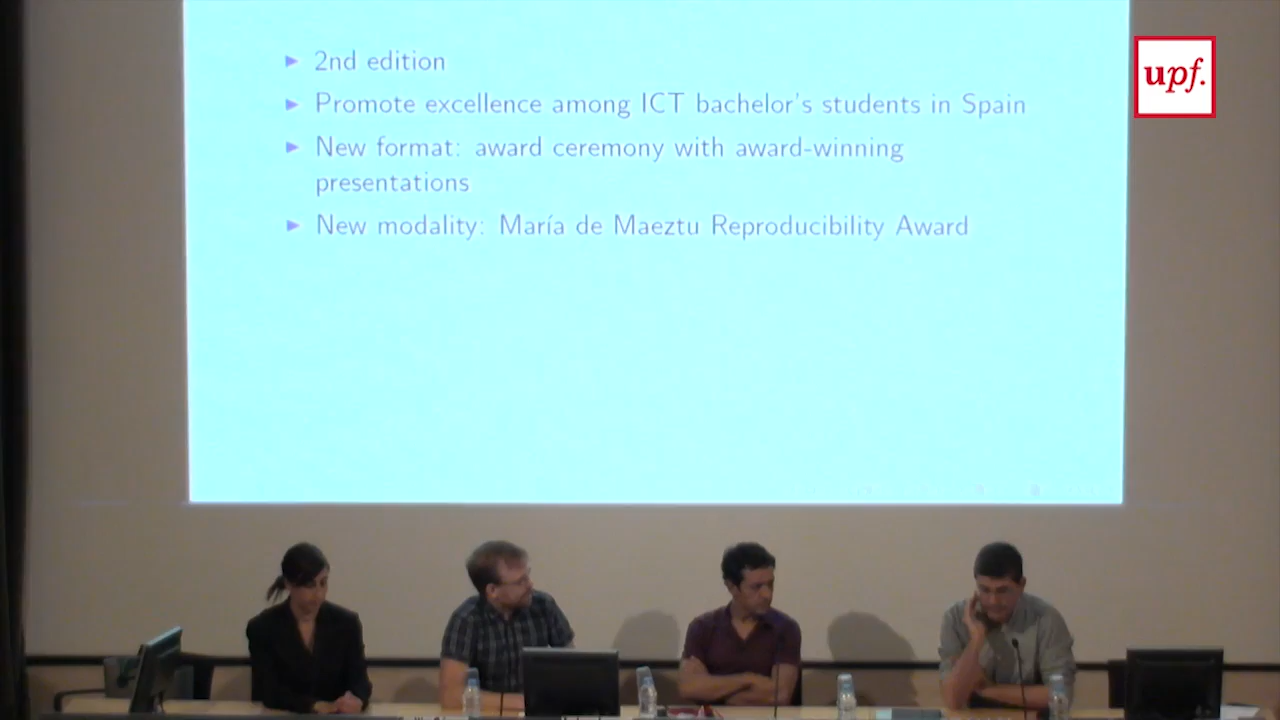 2nd edition
Promote excellence among ICT bachelor's students in Spain
New format: award ceremony with award-winning
presentations
New modality: María de Maeztu Reproducibility Award
upf.